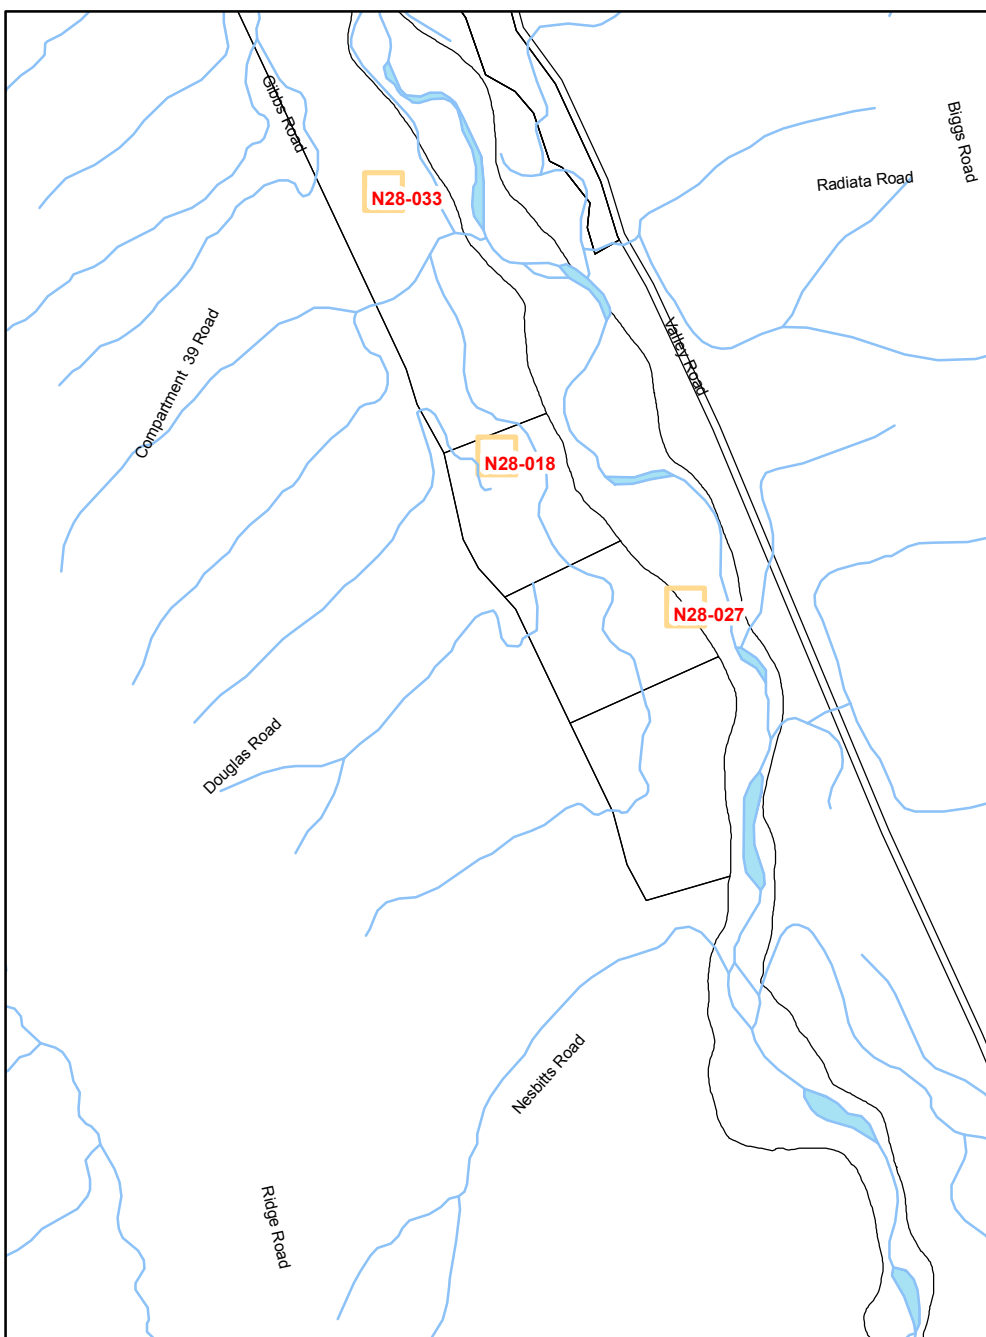 Gibbs Road
Biggs Road
Radiata Road
N28-033
Compartment 39 Road
Valley Road
N28-018
N28-027
Douglas Road
Nesbitts Road
Ridge Road